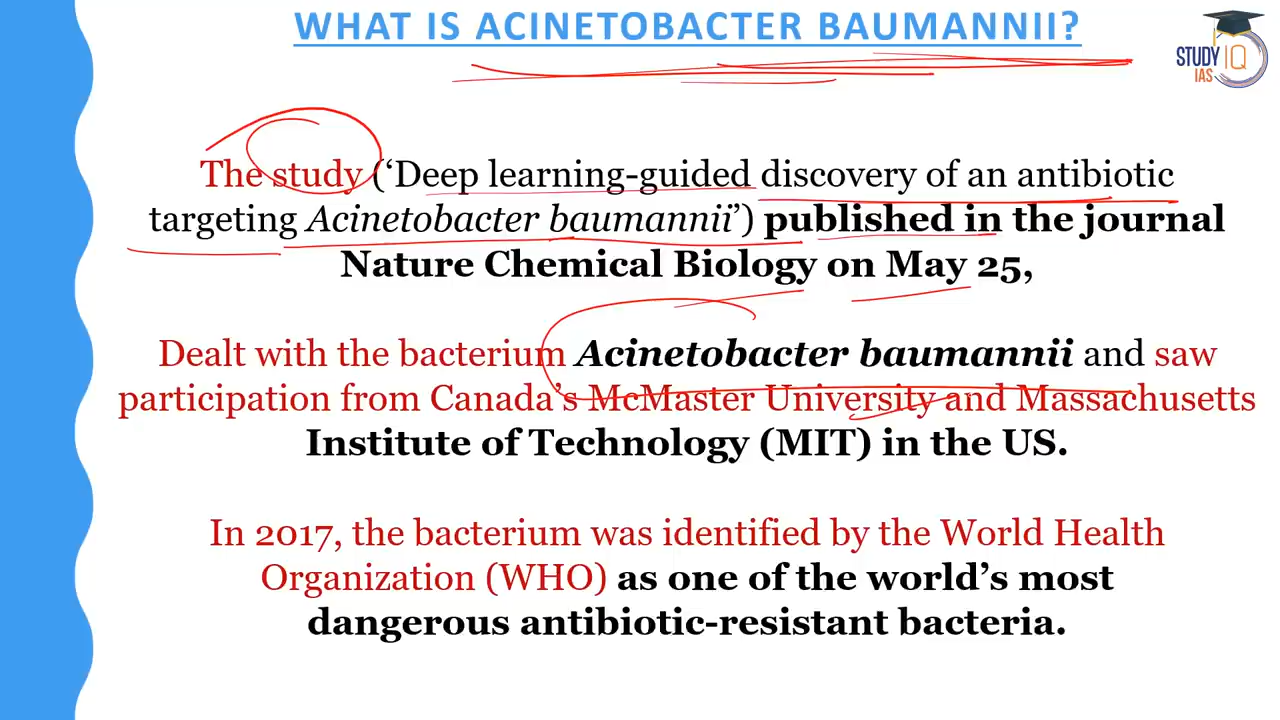 WHAT IS ACINETOBACTER BAUMANNII?
STUDY IQ
IAS
The study (‘Deep learning-guided discovery of an antibiotic
targeting Acinetobacter baumannii’) published in the journal
Nature Chemical Biology on May 25,
Dealt with the bacterium Acinetobacter baumannii and saw
participation from Canada’s McMaster University and Massachusetts
Institute of Technology (MIT) in the US.
In 2017, the bacterium was identified by the World Health
Organization (WHO) as one of the world’s most
dangerous antibiotic-resistant bacteria.